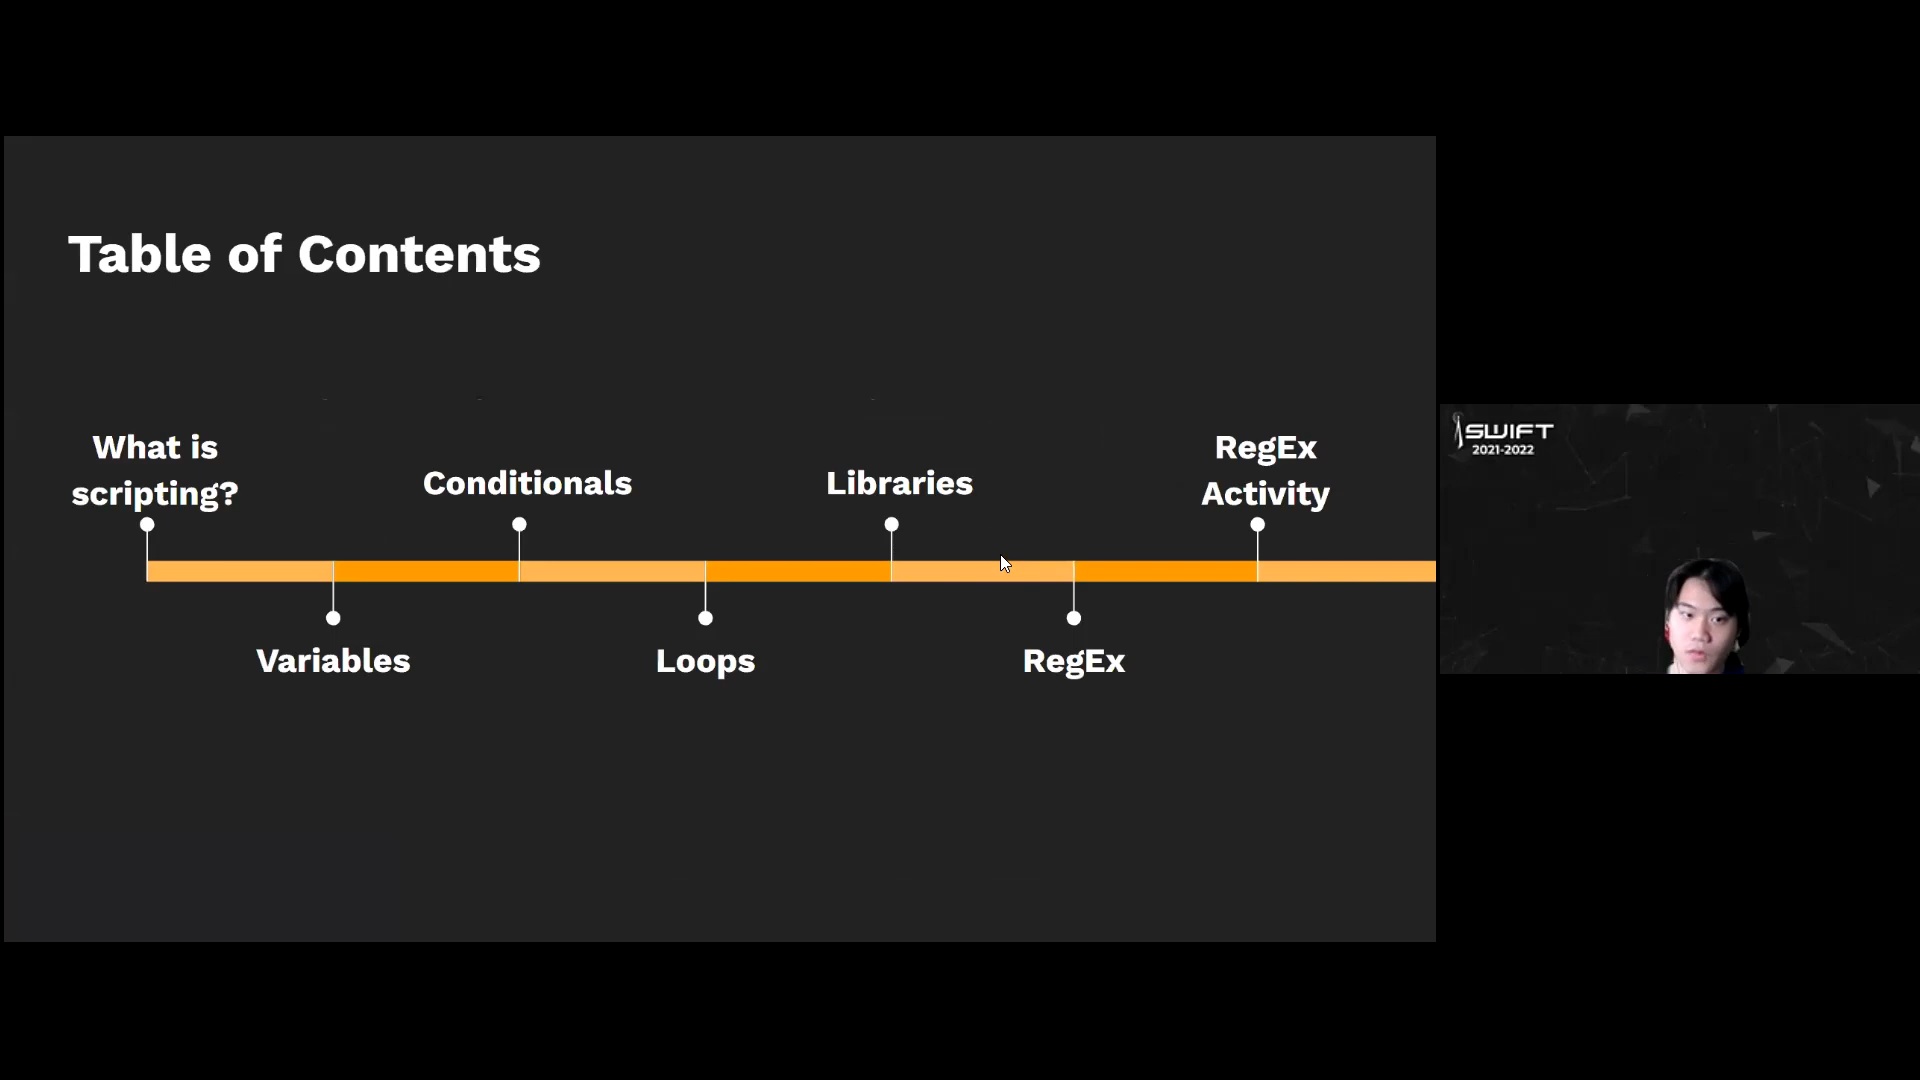 Table of Contents
What is
scripting?
Variables
Conditionals
Loops
Libraries
RegEx
RegEx
Activity
SWIFT
2021-2022